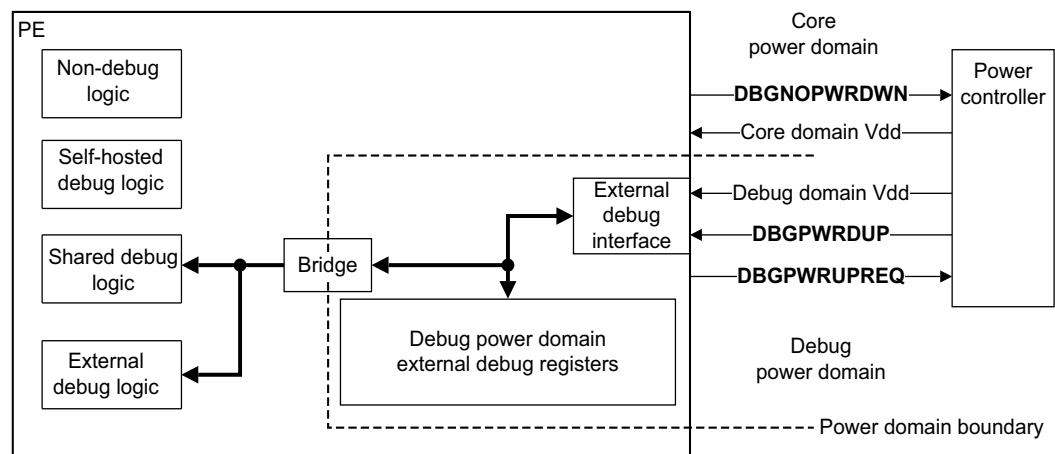 PE
Non-debug
logic
Self-hosted
debug logic
Shared debug
logic
External
debug logic
Bridge
External
debug
interface
Debug power domain
external debug registers
Core
power domain
DBGNOPWRDWN
Core domain Vdd
Debug domain Vdd
DBGPWRDUP
DBGPWRUPREQ
Debug
power domain
Power domain boundary
Power
controller